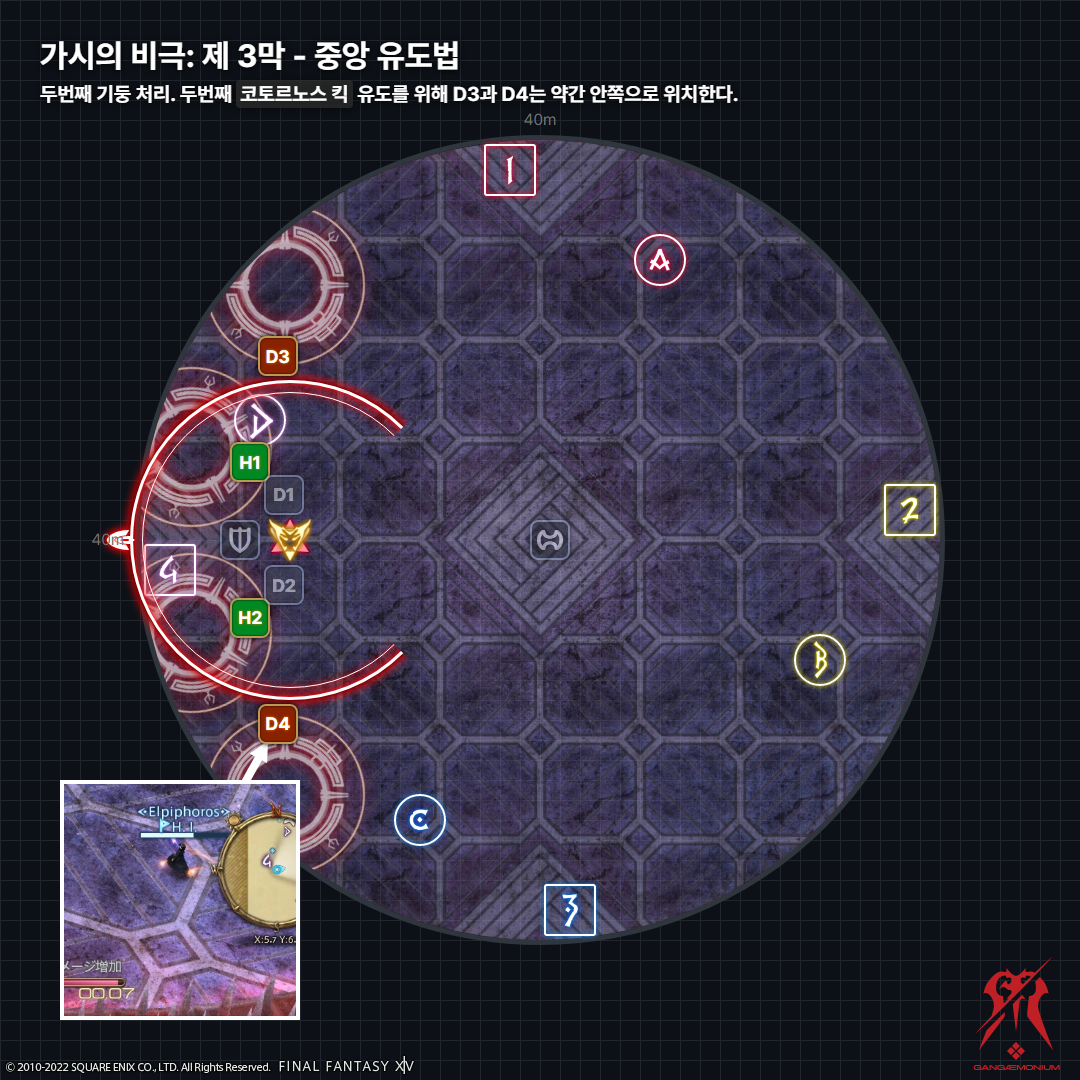 가시의 비극: 제 3막 - 중앙 유도법
두번째 기둥 처리. 두번째 코토르노스 킥 유도를 위해 D3과 D4는 약간 안쪽으로 위치한다.
40m
1
A
D3
H1
D1
2
40m
4
D2
H2
B
D4
C
3
‹Elpiphoros›
H. I.
X:5.7 Y:6.
メージ増加
00:07
GANGÆMONIUM
© 2010-2022 SQUARE ENIX CO., LTD. All Rights Reserved. FINAL FANTASY XIV